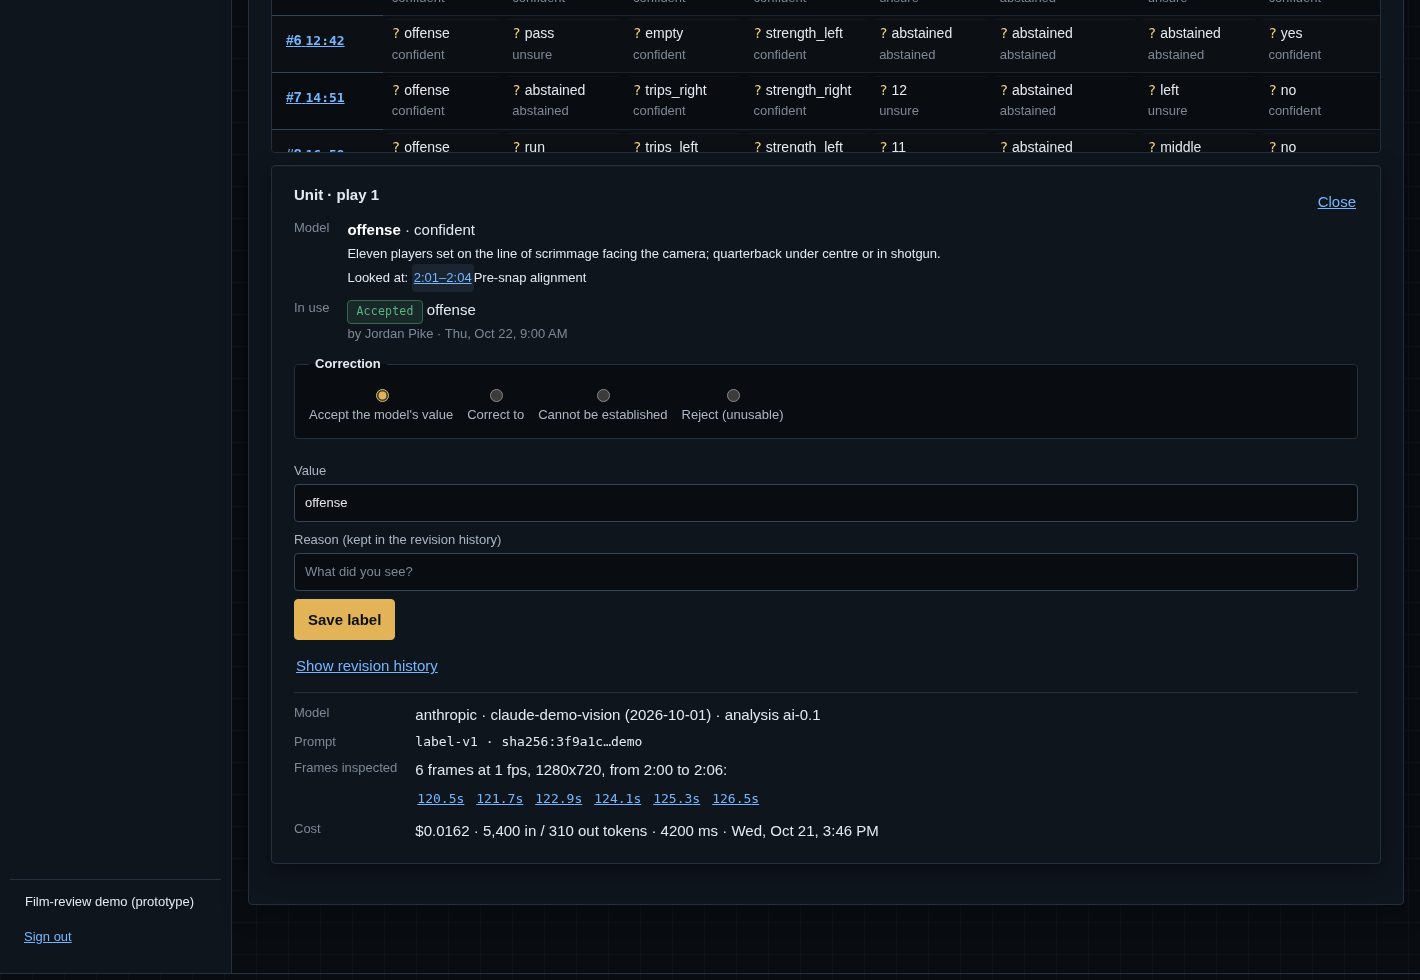 #6 12:42 ? offense ? pass ? empty ? strength_left ? abstained ? abstained ? abstained ? yes
confident unsure confident confident abstained abstained abstained confident
#7 14:51 ? offense ? abstained ? trips_right ? strength_right ? 12 ? abstained ? left ? no
confident abstained confident confident unsure abstained unsure confident
? offense ? run ? trips_left ? strength_left ? 11 ? abstained ? middle ? no
Unit · play 1
Close
Model offense · confident
Eleven players set on the line of scrimmage facing the camera; quarterback under centre or in shotgun.
Looked at: 2:01–2:04 Pre-snap alignment
In use Accepted offense
by Jordan Pike · Thu, Oct 22, 9:00 AM
Correction
Accept the model's value Correct to Cannot be established Reject (unusable)
Value
offense
Reason (kept in the revision history)
What did you see?
Save label
Show revision history
Model anthropic · claude-demo-vision (2026-10-01) · analysis ai-0.1
Prompt label-v1 · sha256:3f9a1c…demo
Frames inspected 6 frames at 1 fps, 1280x720, from 2:00 to 2:06:
120.5s 121.7s 122.9s 124.1s 125.3s 126.5s
Cost $0.0162 · 5,400 in / 310 out tokens · 4200 ms · Wed, Oct 21, 3:46 PM
Film-review demo (prototype)
Sign out